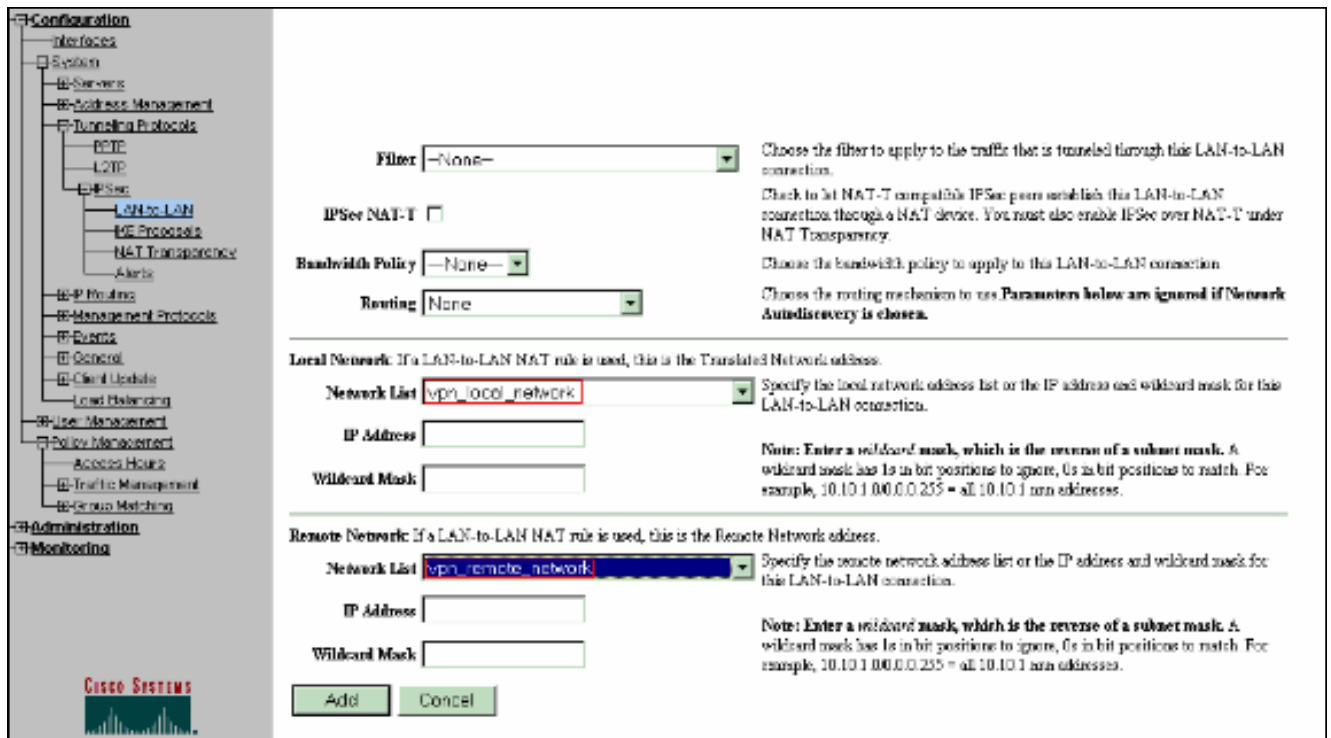 Configuration
Interfaces
System
Servers
Address Management
Tunneling Protocols
PPTP
L2TP
IPSec
LAN-to-LAN
IKE Proposals
NAT Transparency
Alerts
IP Routing
Management Protocols
Events
General
Client Update
Load Balancing
User Management
Policy Management
Access Hours
Traffic Management
Group Matching
Administration
Monitoring
CISCO SYSTEMS
Filter --None--
Choose the filter to apply to the traffic that is tunneled through this LAN-to-LAN
connection.
IPSec NAT-T
Check to let NAT-T compatible IPSec peers establish this LAN-to-LAN
connection through a NAT device. You must also enable IPSec over NAT-T under
NAT Transparency.
Bandwidth Policy --None--
Choose the bandwidth policy to apply to this LAN-to-LAN connection
Routing None
Choose the routing mechanism to use. Parameters below are ignored if Network
Autodiscovery is chosen.
Local Network: If a LAN-to-LAN NAT rule is used, this is the Translated Network address.
Network List vpn_local_network
Specify the local network address list or the IP address and wildcard mask for this
LAN-to-LAN connection.
IP Address
Wildcard Mask
Note: Enter a wildcard mask, which is the reverse of a subnet mask. A
wildcard mask has 1s in bit positions to ignore, 0s in bit positions to match. For
example, 10.10.1.0/0.0.0.255 = all 10.10.1.nnn addresses.
Remote Network: If a LAN-to-LAN NAT rule is used, this is the Remote Network address.
Network List vpn_remote_network
Specify the remote network address list or the IP address and wildcard mask for
this LAN-to-LAN connection.
IP Address
Wildcard Mask
Note: Enter a wildcard mask, which is the reverse of a subnet mask. A
wildcard mask has 1s in bit positions to ignore, 0s in bit positions to match. For
example, 10.10.1.0/0.0.0.255 = all 10.10.1.nnn addresses.
Add Cancel